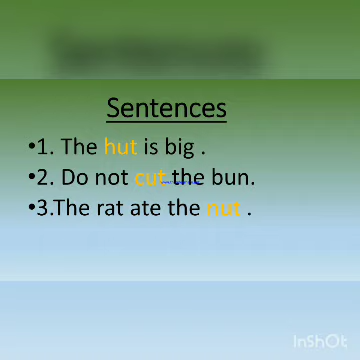 Sentences
•1. The hut is big .
•2. Do not cut the bun.
•3.The rat ate the nut .
InShOt